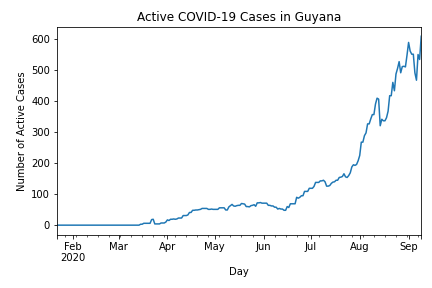 Active COVID-19 Cases in Guyana
600
500
400
300
200
100
0
Number of Active Cases
Feb Mar Apr May Jun Jul Aug Sep
2020
Day